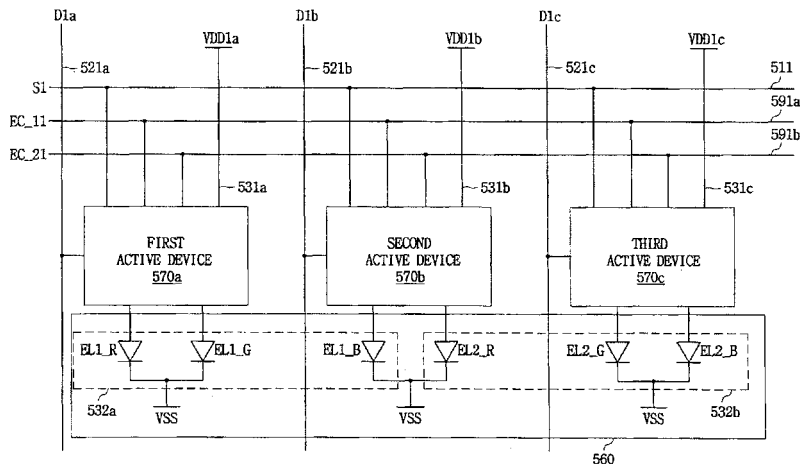 D1a D1b D1c
VDD1a VDD1b VDD1c
521a 521b 521c
S1 511
EC_11 591a
EC_21 591b
531a 531b 531c
FIRST ACTIVE DEVICE 570a
SECOND ACTIVE DEVICE 570b
THIRD ACTIVE DEVICE 570c
EL1_R EL1_G EL1_B EL2_R EL2_G EL2_B
532a VSS VSS VSS 532b
560